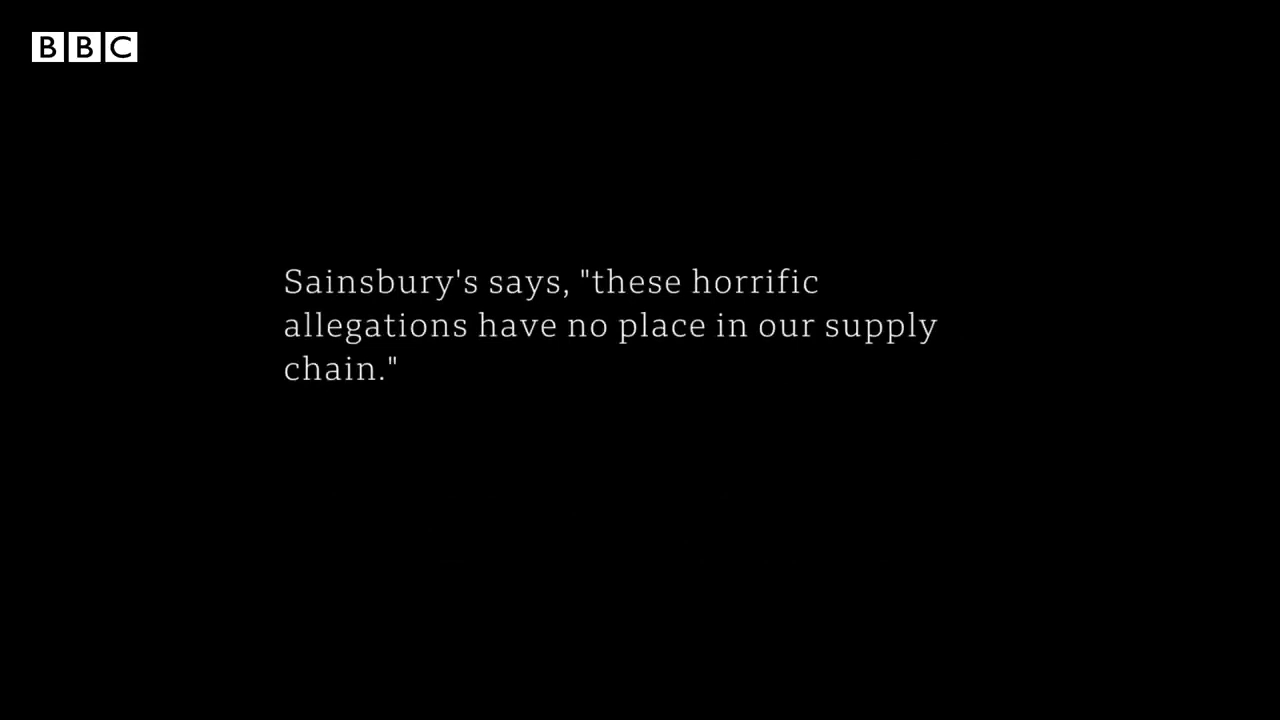 BBC
Sainsbury's says, "these horrific
allegations have no place in our supply
chain."